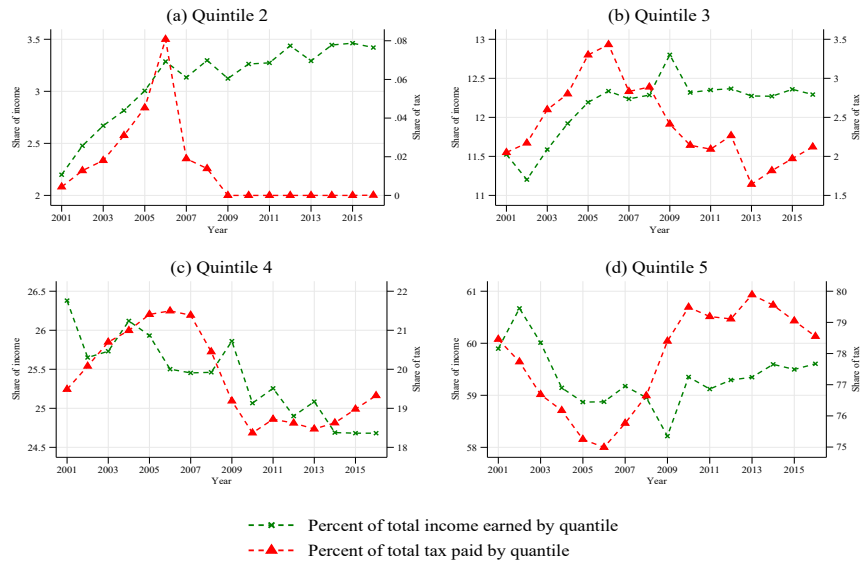 (a) Quintile 2
3.5
3
2.5
2
Share of income
.08
.06
.04
.02
0
Share of tax
2001 2003 2005 2007 2009 2011 2013 2015
Year
(b) Quintile 3
13
12.5
12
11.5
11
Share of income
3.5
3
2.5
2
1.5
Share of tax
2001 2003 2005 2007 2009 2011 2013 2015
Year
(c) Quintile 4
26.5
26
25.5
25
24.5
Share of income
22
21
20
19
18
Share of tax
2001 2003 2005 2007 2009 2011 2013 2015
Year
(d) Quintile 5
61
60
59
58
Share of income
80
79
78
77
76
75
Share of tax
2001 2003 2005 2007 2009 2011 2013 2015
Year
Percent of total income earned by quantile
Percent of total tax paid by quantile